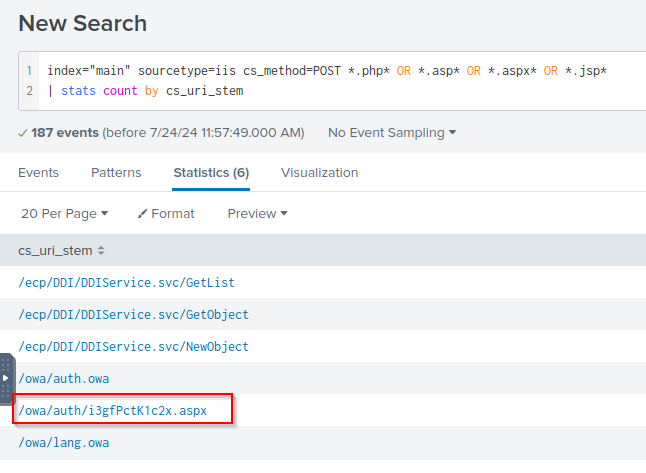 New Search
1 index="main" sourcetype=iis cs_method=POST *.php* OR *.asp* OR *.aspx* OR *.jsp*
2 | stats count by cs_uri_stem
187 events (before 7/24/24 11:57:49.000 AM) No Event Sampling
Events Patterns Statistics (6) Visualization
20 Per Page Format Preview
cs_uri_stem
/ecp/DDI/DDIService.svc/GetList
/ecp/DDI/DDIService.svc/GetObject
/ecp/DDI/DDIService.svc/NewObject
/owa/auth.owa
/owa/auth/i3gfPctK1c2x.aspx
/owa/lang.owa